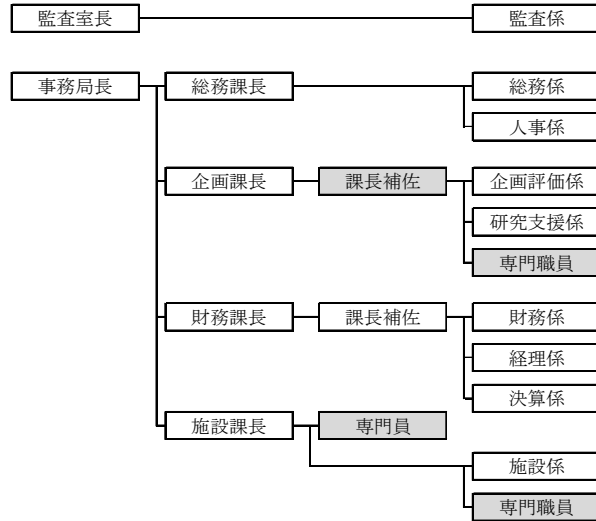 監査室長
監査係
事務局長
総務課長
総務係
人事係
企画課長
課長補佐
企画評価係
研究支援係
専門職員
財務課長
課長補佐
財務係
経理係
決算係
施設課長
専門員
施設係
専門職員